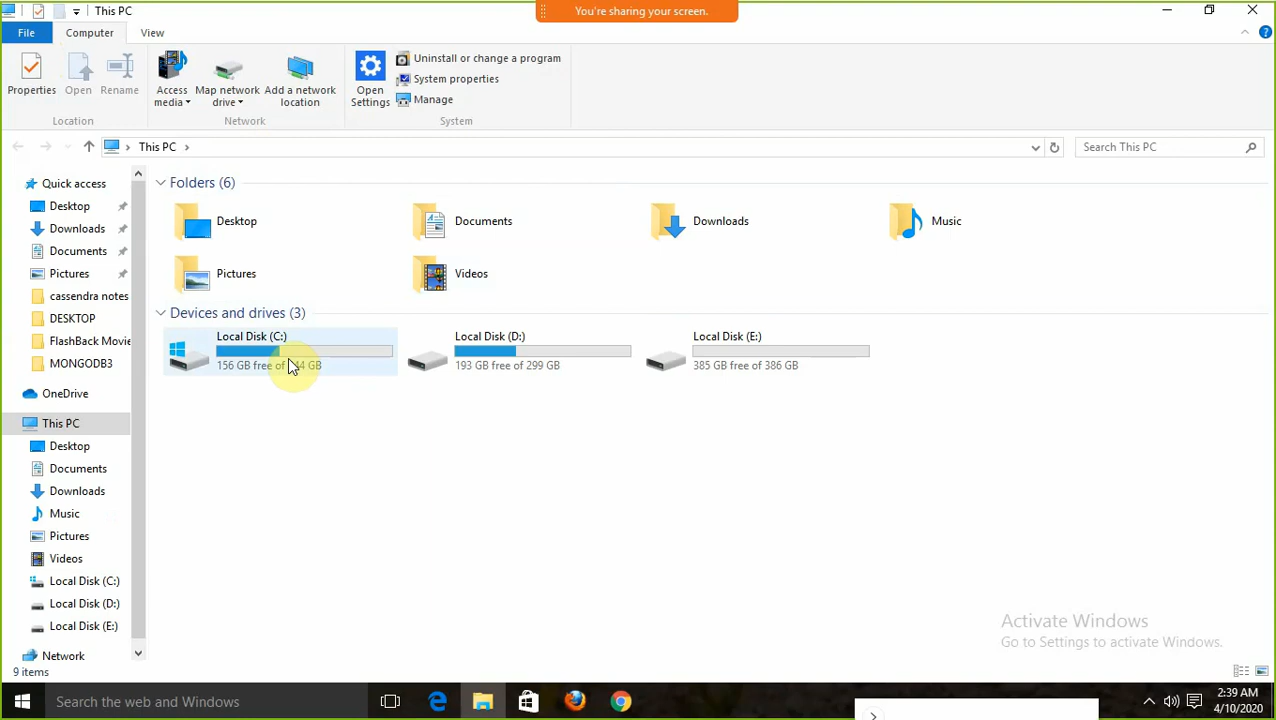 This PC
You're sharing your screen.
File
Computer
View
Properties
Open
Rename
Access media
Map network drive
Add a network location
Open Settings
Uninstall or change a program
System properties
Manage
Location
Network
System
This PC
Search This PC
Quick access
Desktop
Downloads
Documents
Pictures
cassendra notes
DESKTOP
FlashBack Movie
MONGODB3
OneDrive
This PC
Desktop
Documents
Downloads
Music
Pictures
Videos
Local Disk (C:)
Local Disk (D:)
Local Disk (E:)
Network
Folders (6)
Desktop
Documents
Downloads
Music
Pictures
Videos
Devices and drives (3)
Local Disk (C:)
156 GB free of GB
Local Disk (D:)
193 GB free of 299 GB
Local Disk (E:)
385 GB free of 386 GB
Activate Windows
Go to Settings to activate Windows.
9 items
Search the web and Windows
2:39 AM
4/10/2020